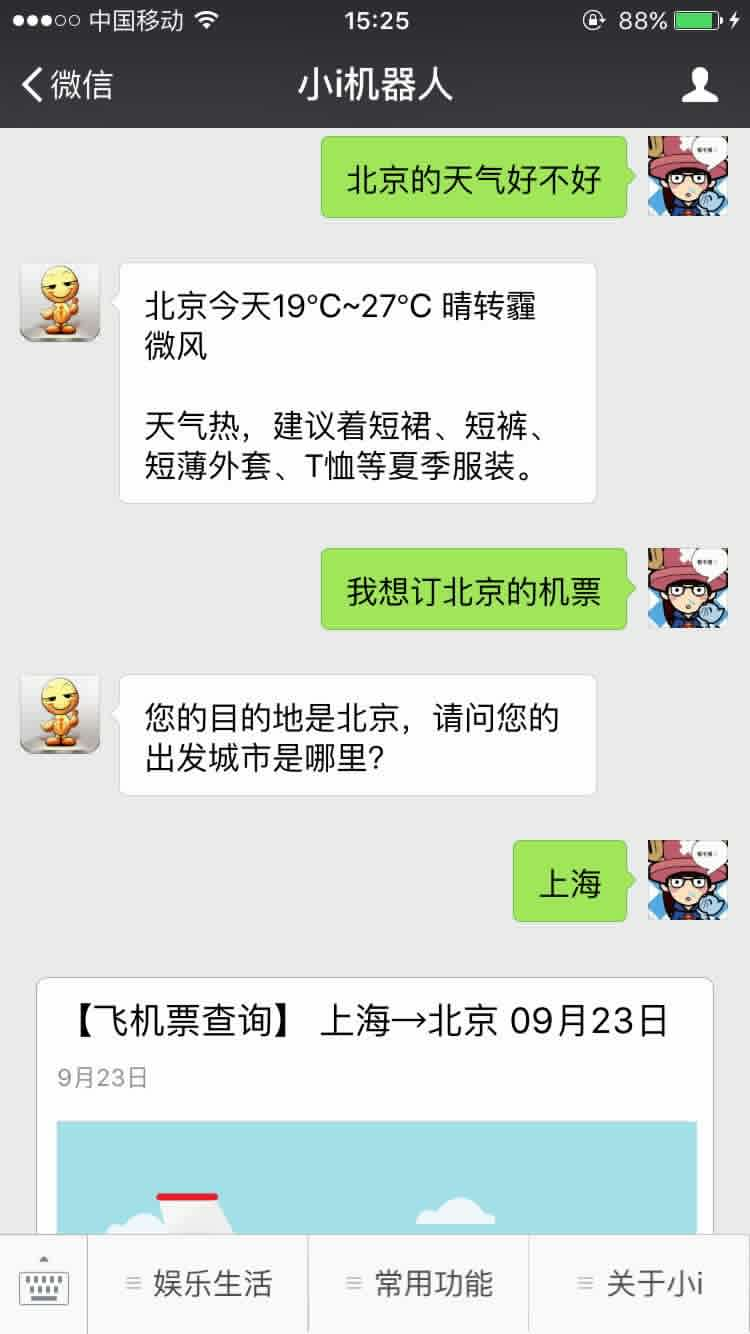 中国移动 15:25 88%
微信 小i机器人
北京的天气好不好
北京今天19℃~27℃ 晴转霾
微风
天气热，建议着短裙、短裤、
短薄外套、T恤等夏季服装。
我想订北京的机票
您的目的地是北京，请问您的
出发城市是哪里?
上海
【飞机票查询】 上海→北京 09月23日
9月23日
娱乐生活 常用功能 关于小i